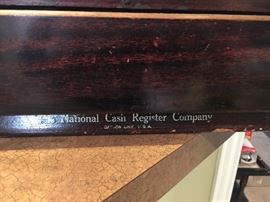 National Cash Register Company
DAYTON, OHIO, U.S.A.